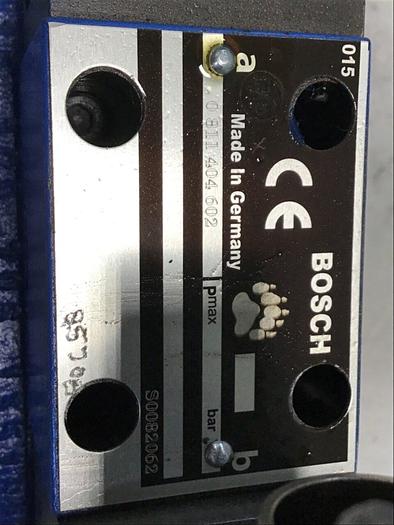 015
BOSCH
CE
a
Made In Germany
b
0 811 404 602
Pmax
bar
S0082062